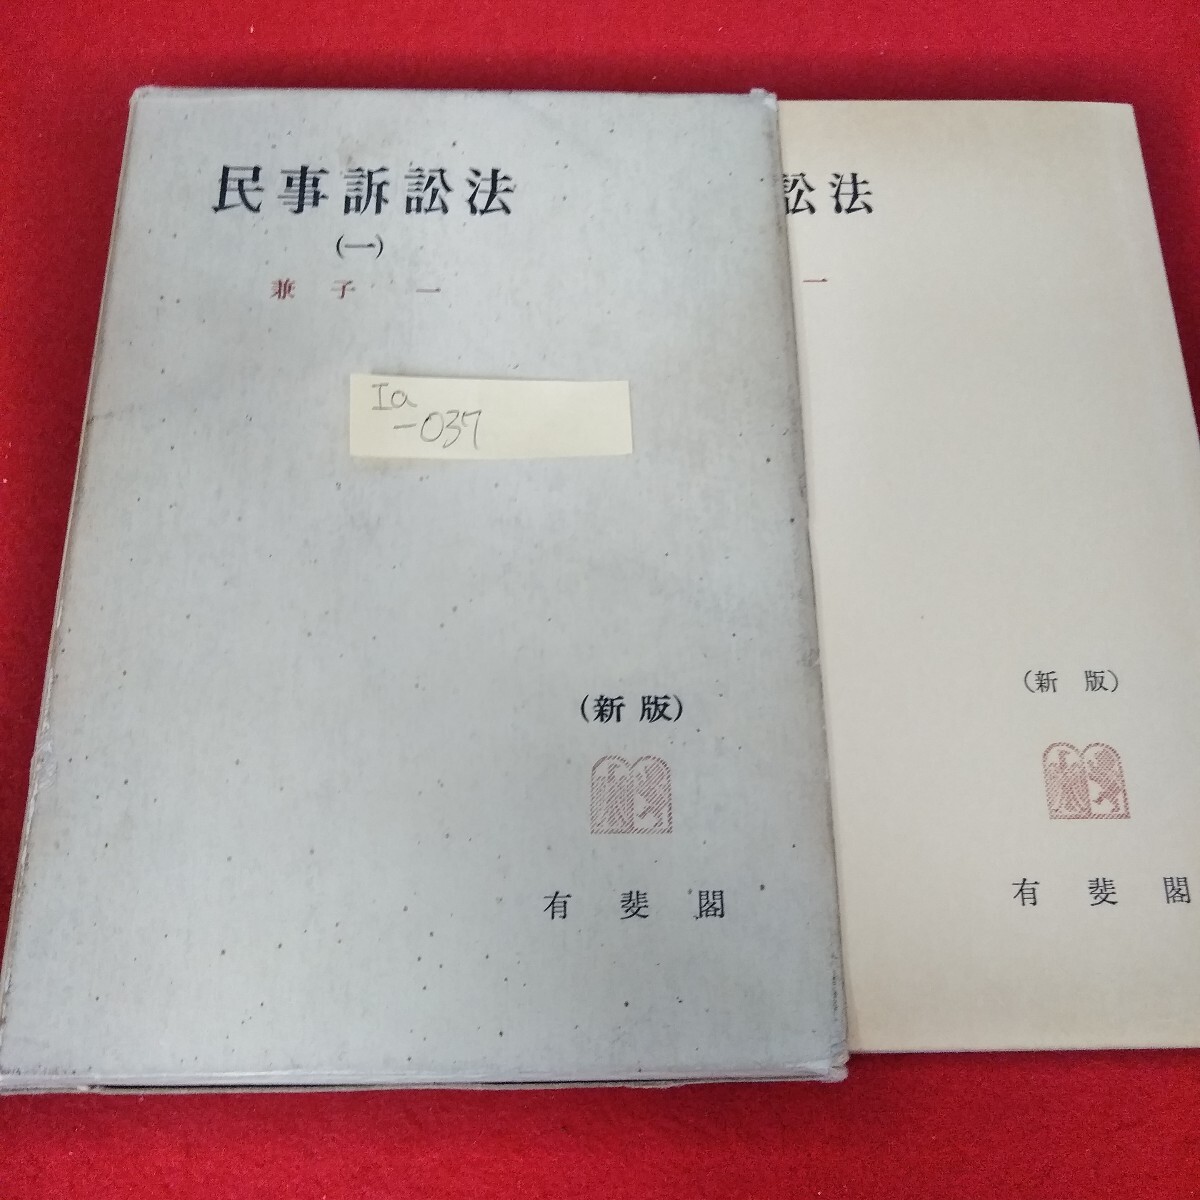 民事訴訟法
(一)
兼子 一
Ia
-037
(新版)
有斐閣
訟法
一
(新版)
有斐閣